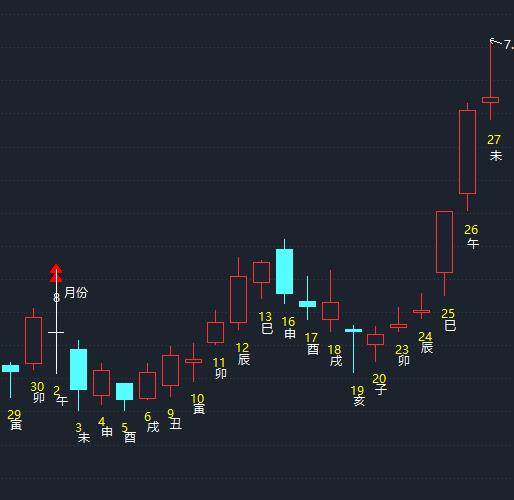 7.
27
未
26
午
8 月份
25
巳
13
巳
16
申
17
酉
18
戌
24
辰
23
卯
12
辰
11
卯
20
子
19
亥
30
卯
2
午
10
寅
29
寅
3
未
4
申
5
酉
6
戌
9
丑